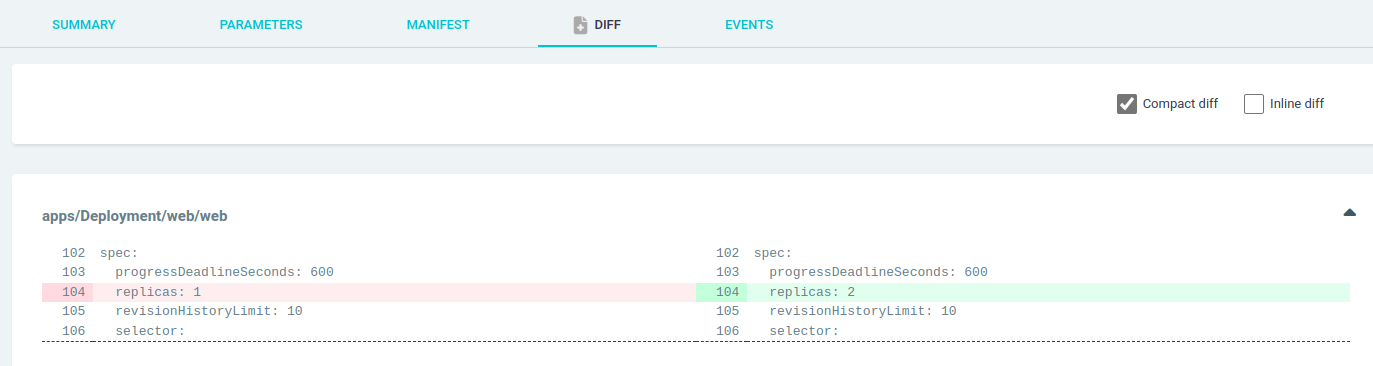 SUMMARY PARAMETERS MANIFEST DIFF EVENTS
Compact diff Inline diff
apps/Deployment/web/web
102 spec: 102 spec:
103 progressDeadlineSeconds: 600 103 progressDeadlineSeconds: 600
104 replicas: 1 104 replicas: 2
105 revisionHistoryLimit: 10 105 revisionHistoryLimit: 10
106 selector: 106 selector: